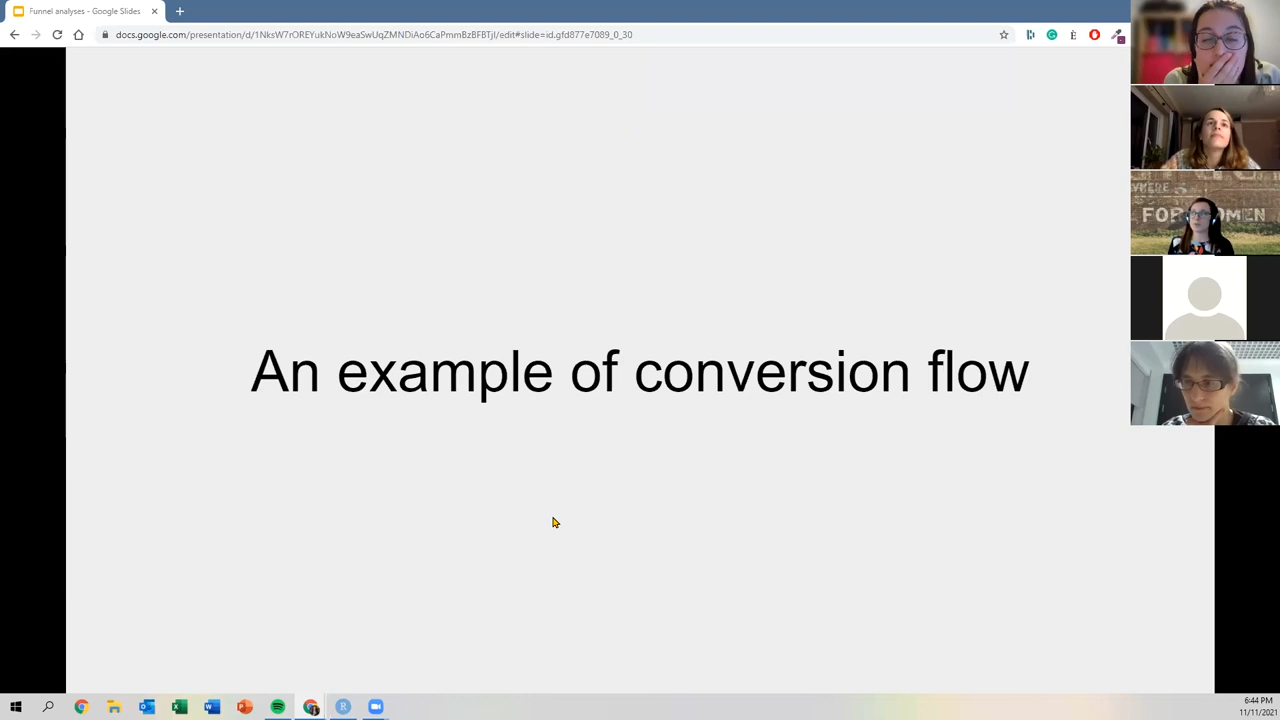 Funnel analyses - Google Slides
docs.google.com/presentation/d/1NksW7rOREYukNoW9eaSwUqZMNDiAo6CaPmmBzBFBTjI/edit#slide=id.gfd877e7089_0_30
An example of conversion flow
FOR WOMEN
6:44 PM
11/11/2021